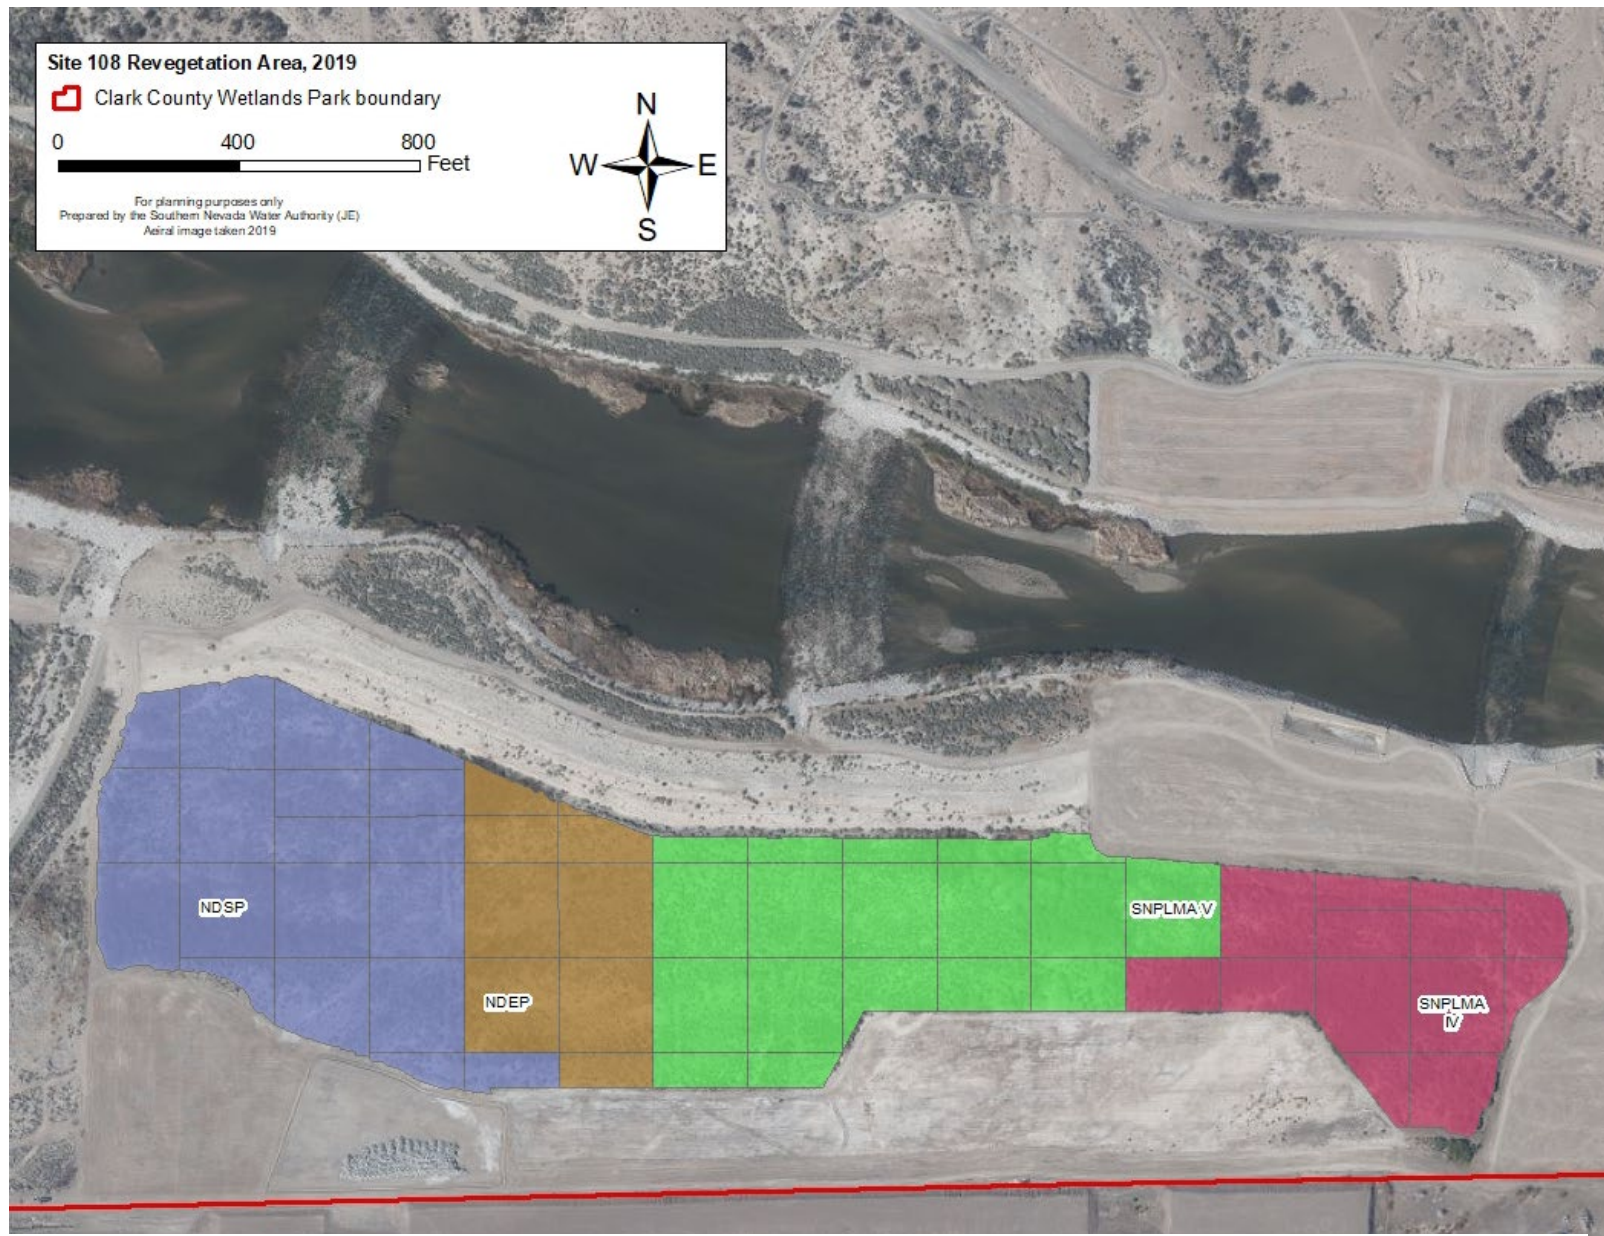 Site 108 Revegetation Area, 2019
Clark County Wetlands Park boundary
0 400 800
Feet
For planning purposes only
Prepared by the Southern Nevada Water Authority (JE)
Aeiral image taken 2019
N
W E
S
NDSP
SNPLMA V
NDEP
SNPLMA
IV